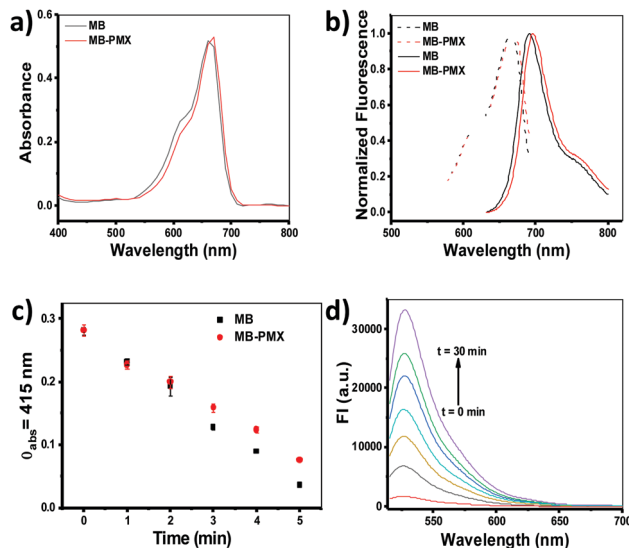 a)
MB
MB-PMX
Absorbance
0.6
0.4
0.2
0.0
400 500 600 700 800
Wavelength (nm)
b)
MB
MB-PMX
MB
MB-PMX
Normalized Fluorescence
1.0
0.8
0.6
0.4
0.2
0.0
500 600 700 800
Wavelength (nm)
c)
MB
MB-PMX
θabs= 415 nm
0.3
0.2
0.1
0.0
0 1 2 3 4 5
Time (min)
d)
t = 30 min
t = 0 min
FI (a.u.)
30000
20000
10000
0
550 600 650 700
Wavelength (nm)